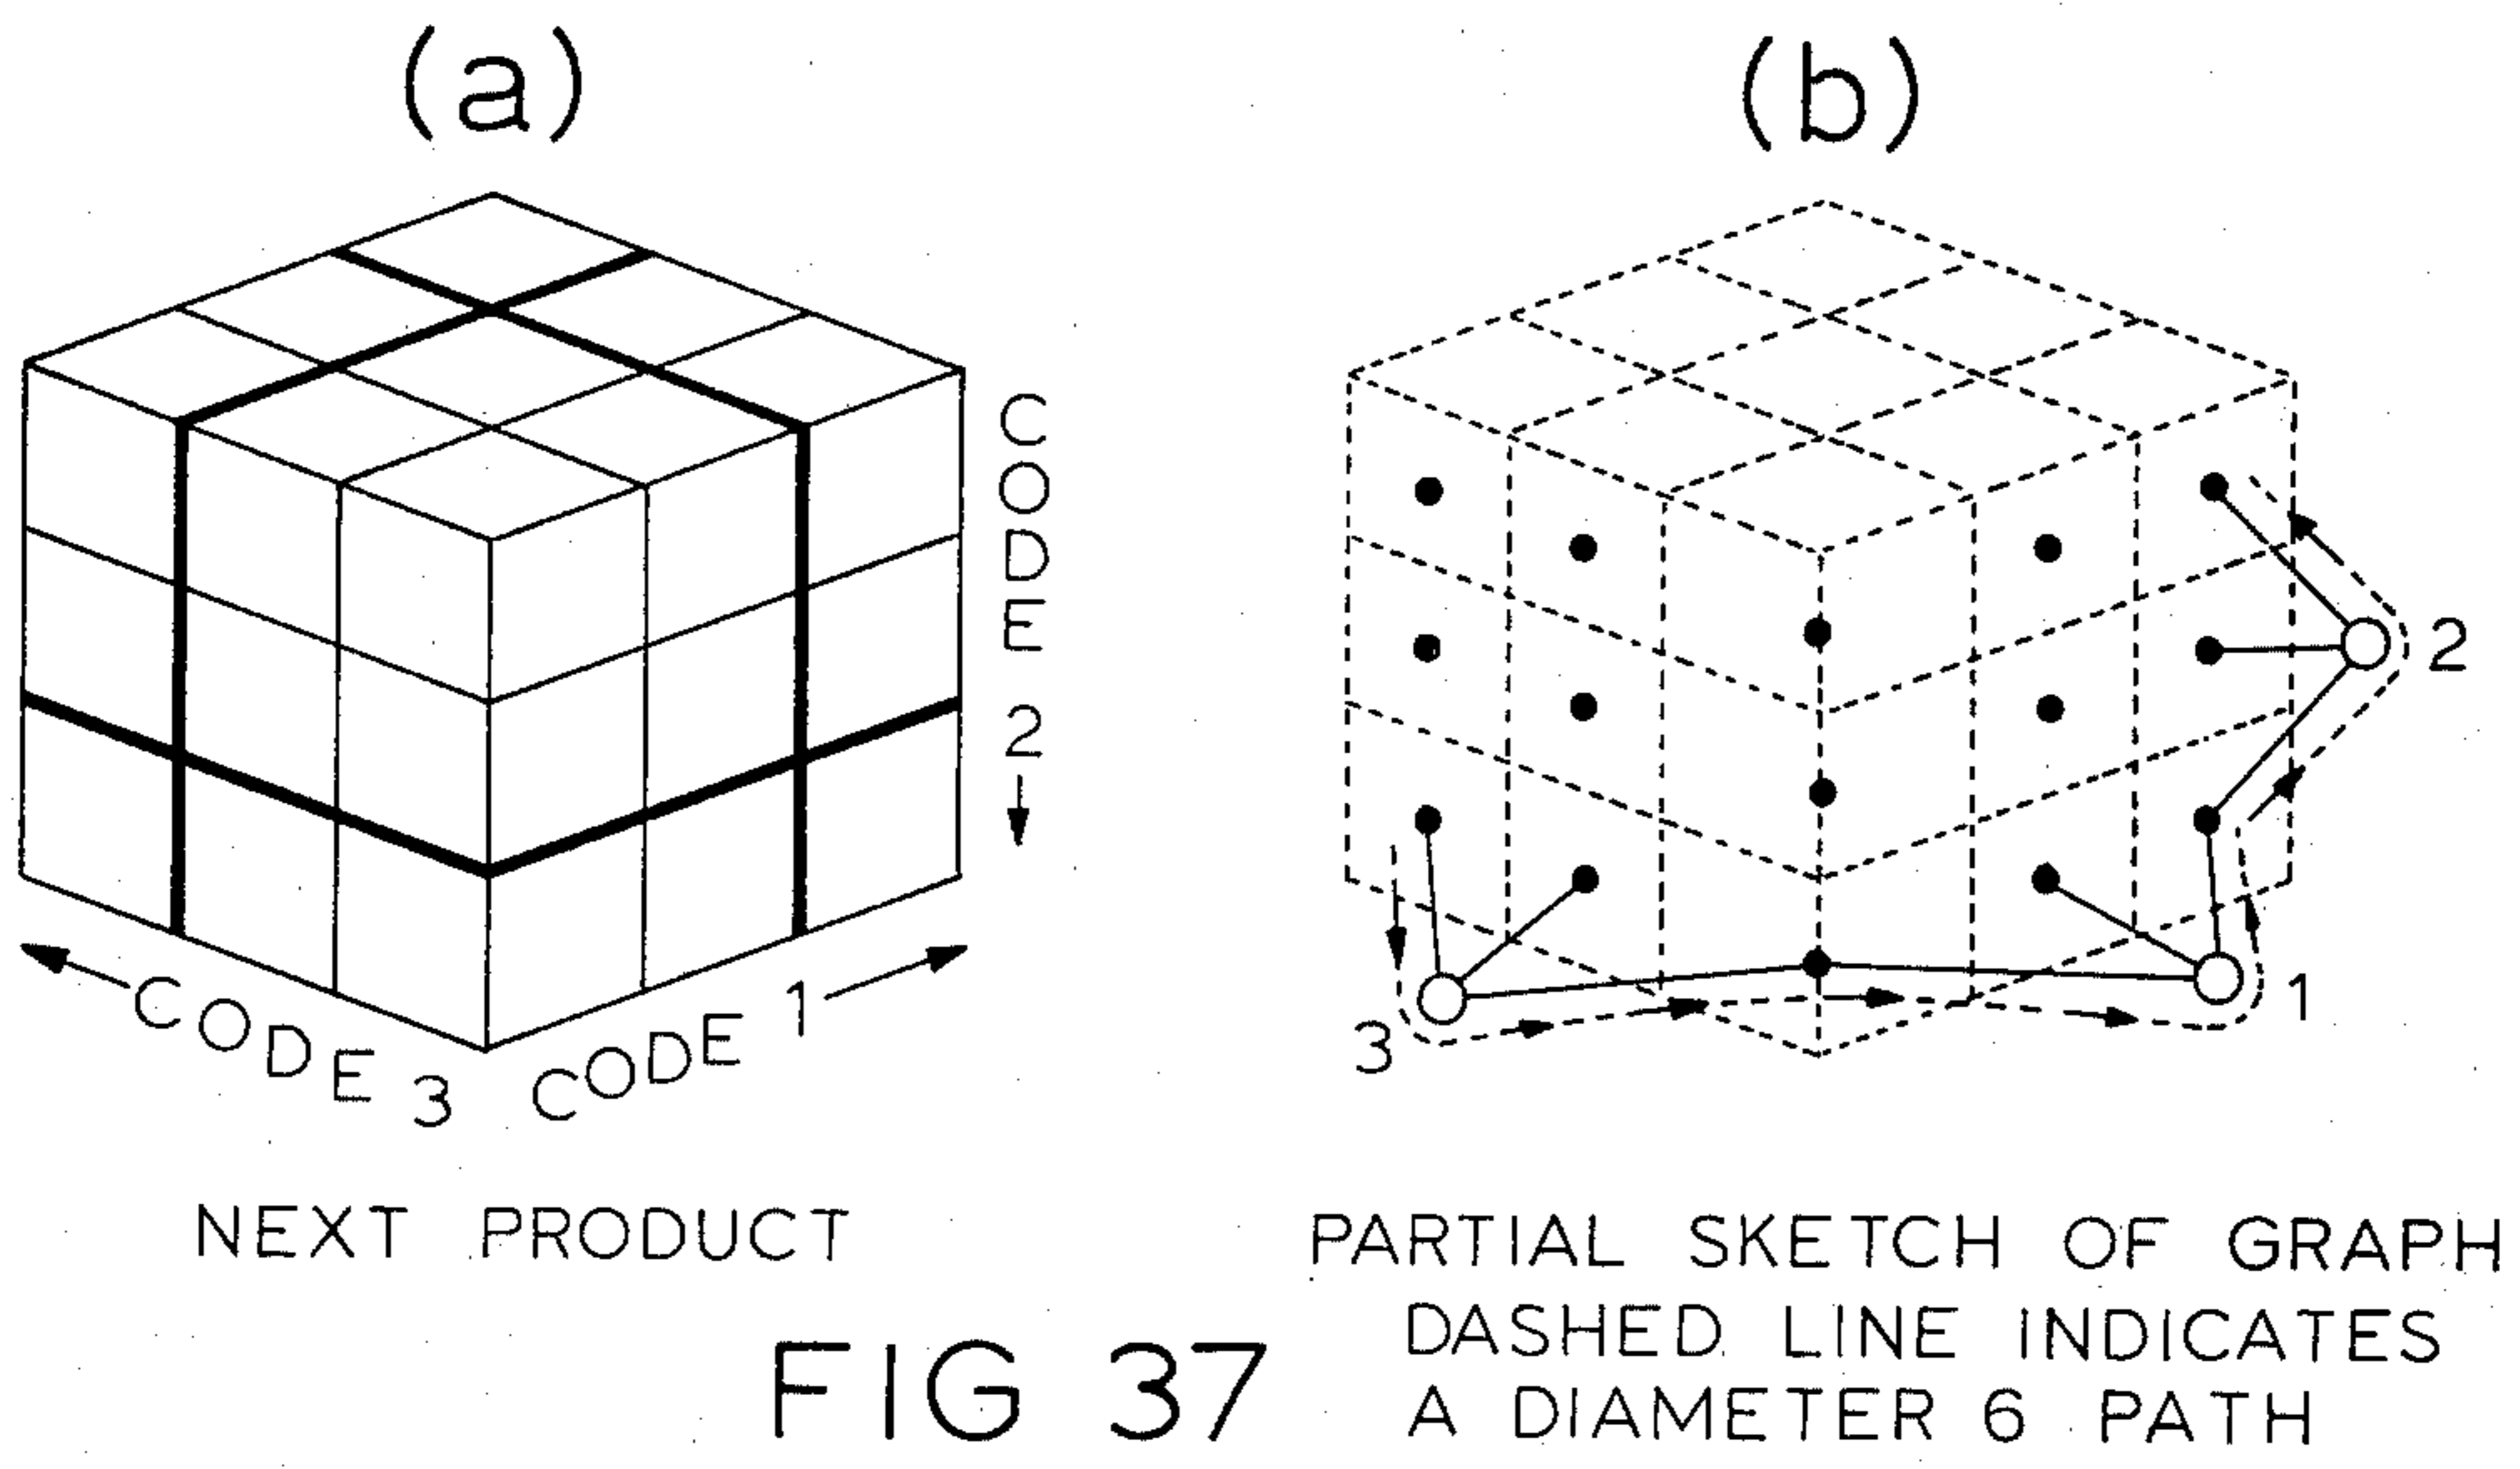 (a)
CODE 2
CODE 3
CODE 1
NEXT PRODUCT
(b)
2
1
3
PARTIAL SKETCH OF GRAPH
DASHED LINE INDICATES
A DIAMETER 6 PATH
FIG 37